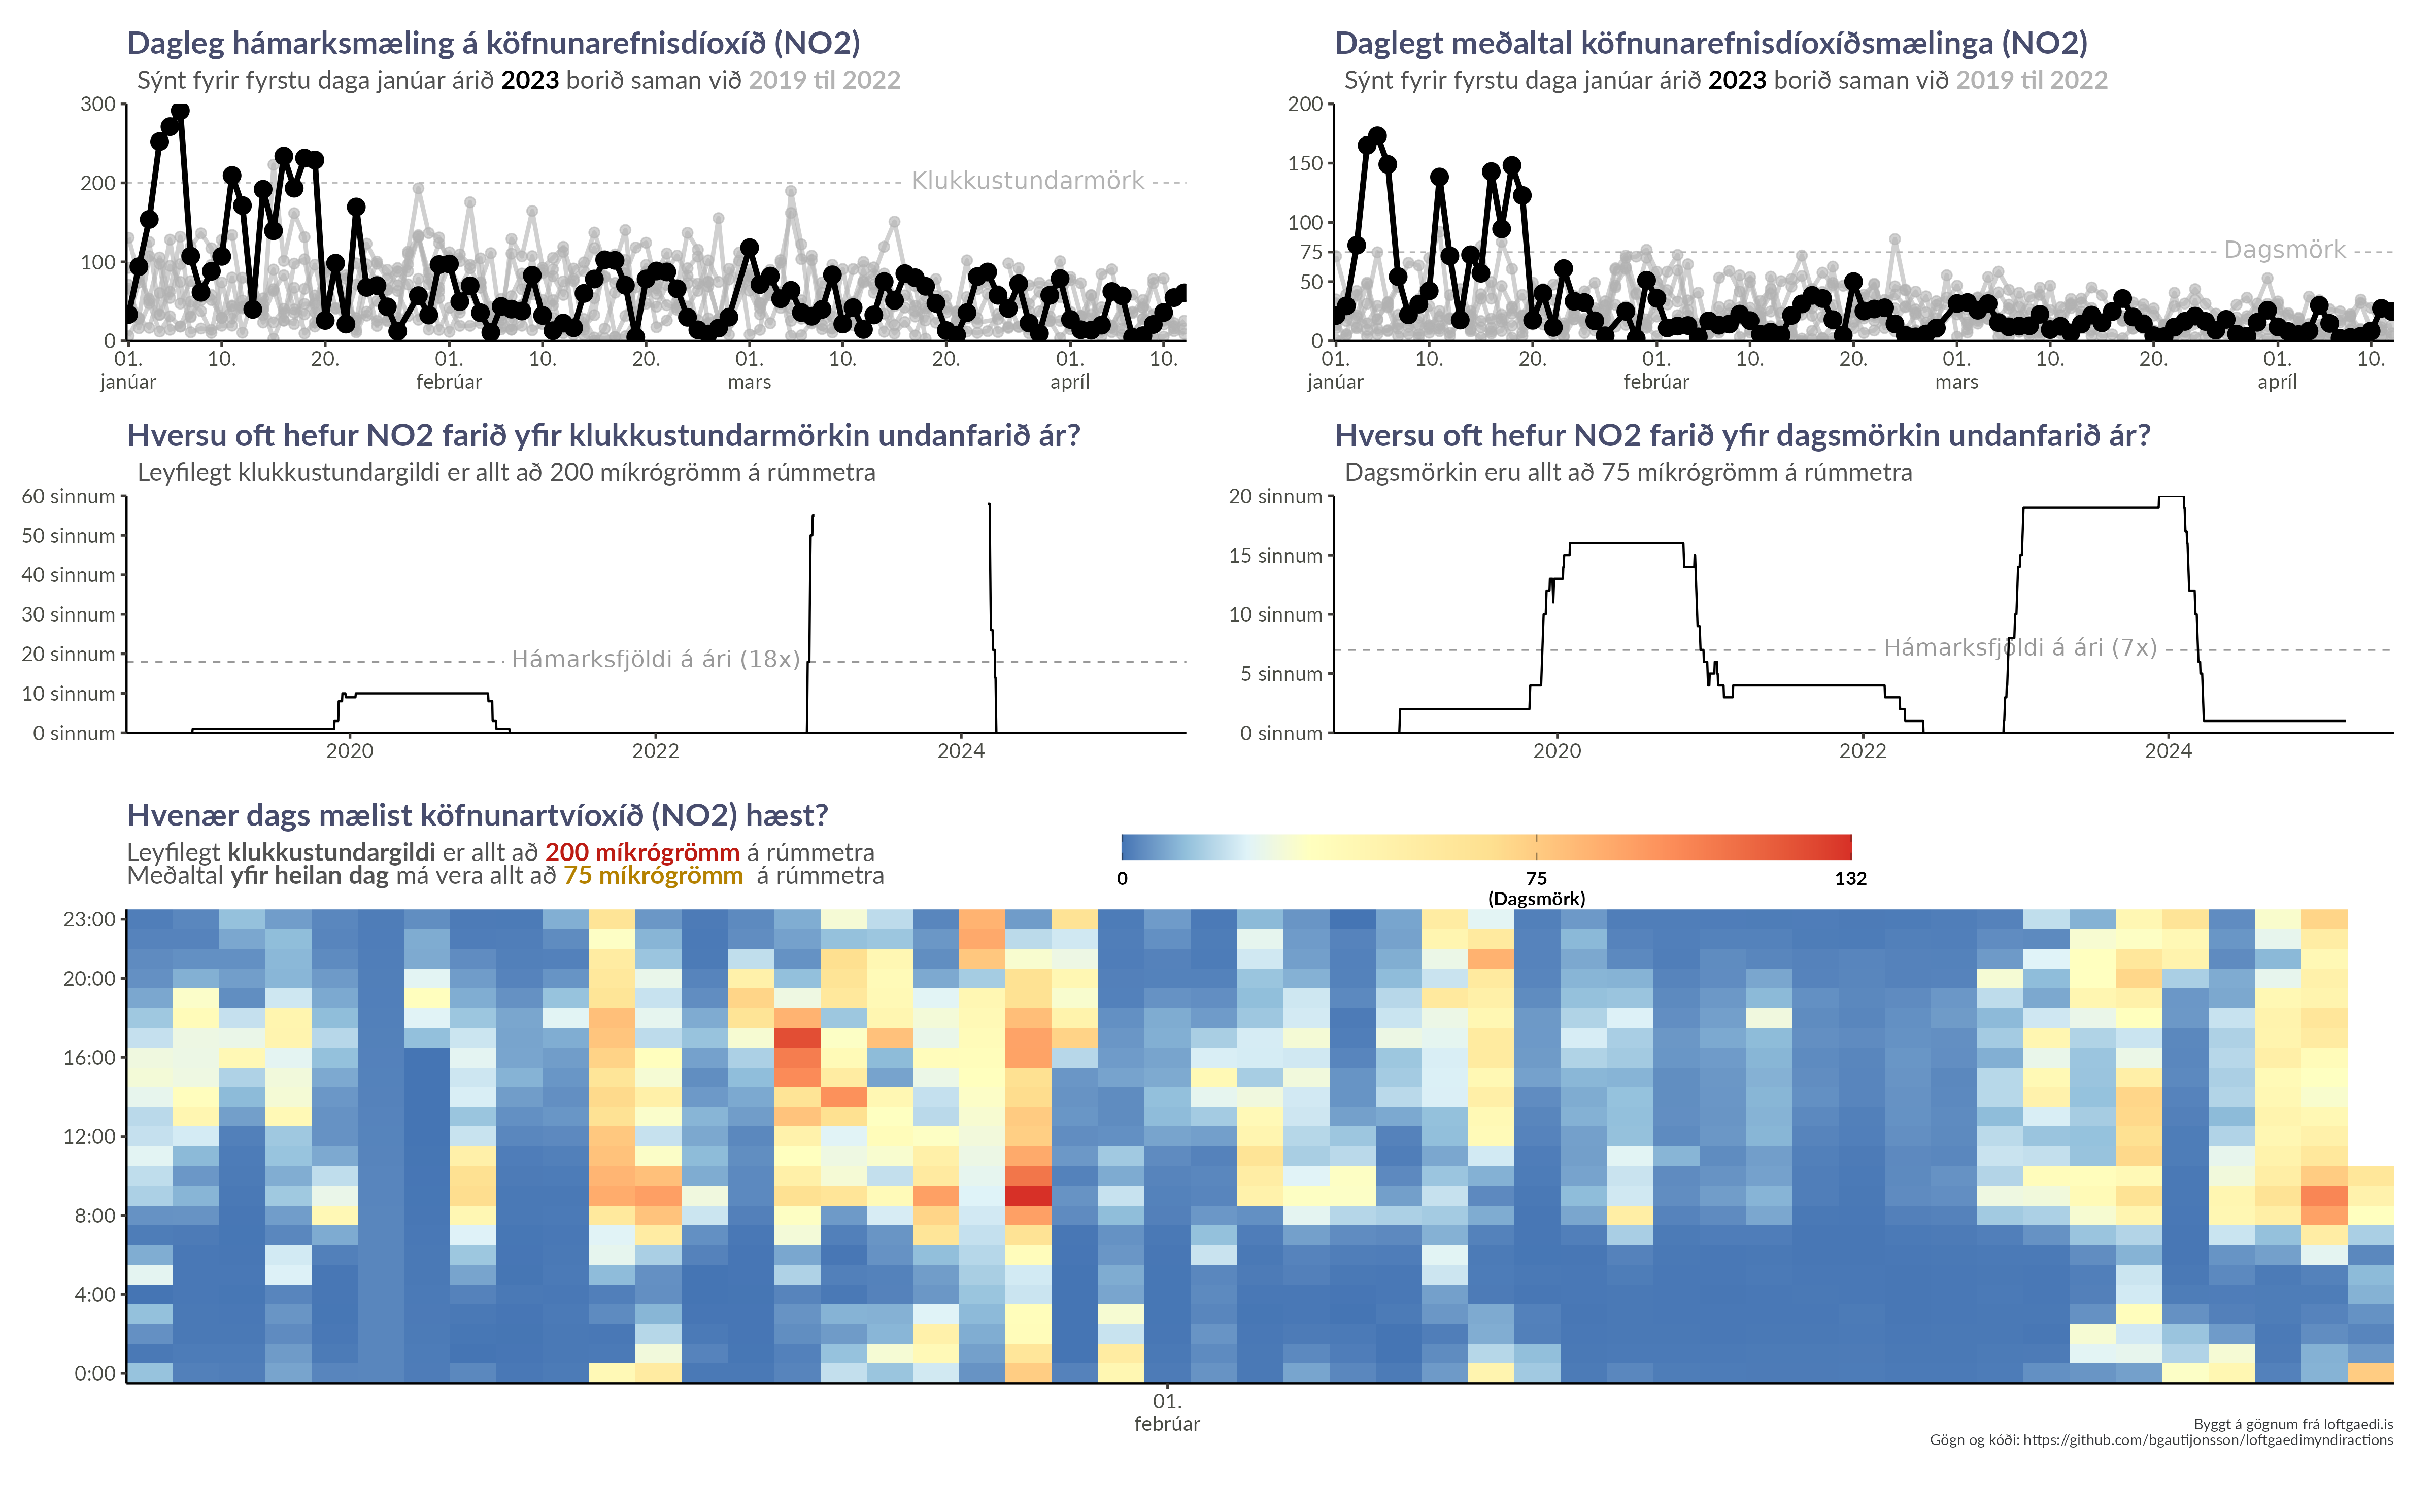 Dagleg hámarksmæling á köfnunarefnisdíoxíð (NO2)
Sýnt fyrir fyrstu daga janúar árið 2023 borið saman við 2019 til 2022
300
200
100
0
Klukkustundarmörk
01. 10. 20. 01. 10. 20. 01. 10. 20. 01. 10.
janúar febrúar mars apríl
Daglegt meðaltal köfnunarefnisdíoxíðsmælinga (NO2)
Sýnt fyrir fyrstu daga janúar árið 2023 borið saman við 2019 til 2022
200
150
100
75
50
0
Dagsmörk
01. 10. 20. 01. 10. 20. 01. 10. 20. 01. 10.
janúar febrúar mars apríl
Hversu oft hefur NO2 farið yfir klukkustundarmörkin undanfarið ár?
Leyfilegt klukkustundargildi er allt að 200 míkrógrömm á rúmmetra
60 sinnum
50 sinnum
40 sinnum
30 sinnum
20 sinnum
10 sinnum
0 sinnum
Hámarksfjöldi á ári (18x)
2020 2022 2024
Hversu oft hefur NO2 farið yfir dagsmörkin undanfarið ár?
Dagsmörkin eru allt að 75 míkrógrömm á rúmmetra
20 sinnum
15 sinnum
10 sinnum
5 sinnum
0 sinnum
Hámarksfjöldi á ári (7x)
2020 2022 2024
Hvenær dags mælist köfnunartvíoxíð (NO2) hæst?
Leyfilegt klukkustundargildi er allt að 200 míkrógrömm á rúmmetra
Meðaltal yfir heilan dag má vera allt að 75 míkrógrömm á rúmmetra
0 75 132
(Dagsmörk)
23:00
20:00
16:00
12:00
8:00
4:00
0:00
01.
febrúar
Byggt á gögnum frá loftgaedi.is
Gögn og kóði: https://github.com/bgautijonsson/loftgaedimyndiractions